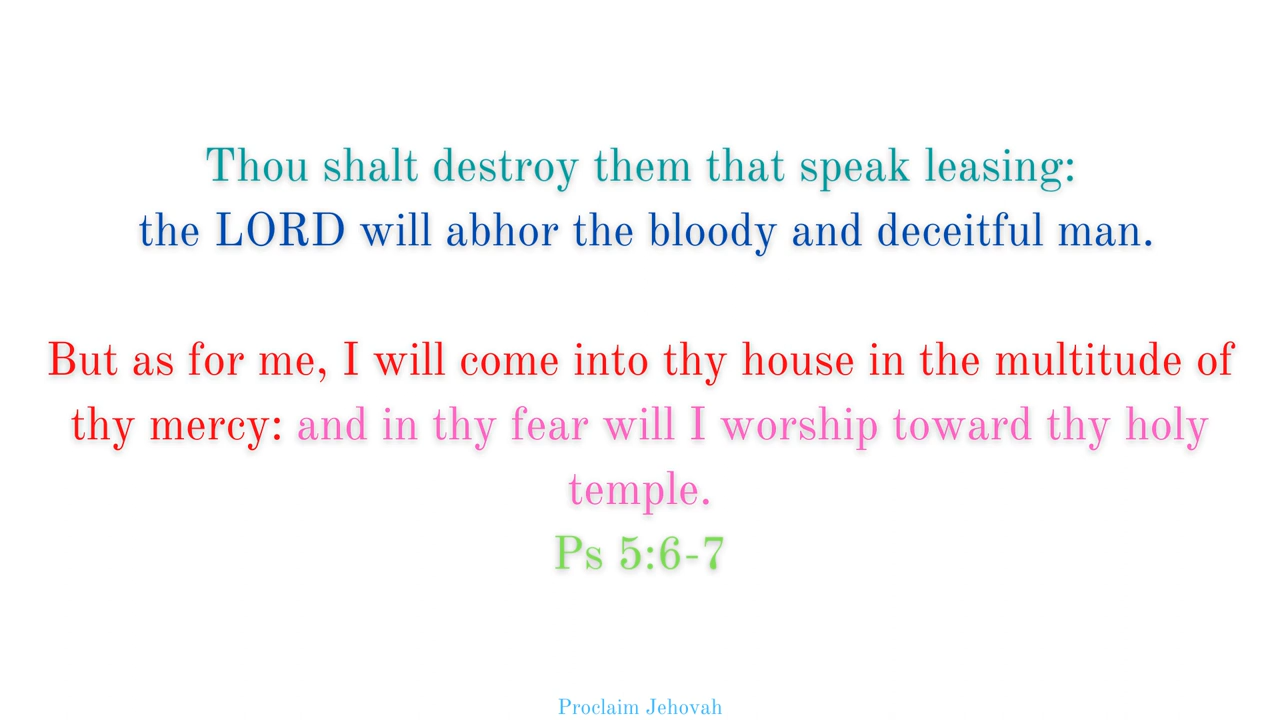 Thou shalt destroy them that speak leasing:
the LORD will abhor the bloody and deceitful man.
But as for me, I will come into thy house in the multitude of
thy mercy: and in thy fear will I worship toward thy holy
temple.
Ps 5:6-7
Proclaim Jehovah